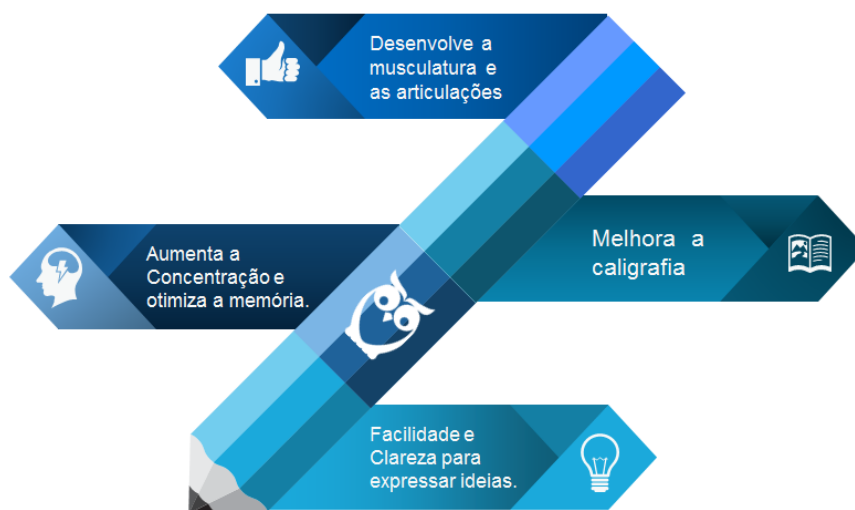 Desenvolve a
musculatura e
as articulações
Melhora a
caligrafia
Aumenta a
Concentração e
otimiza a memória.
Facilidade e
Clareza para
expressar ideias.